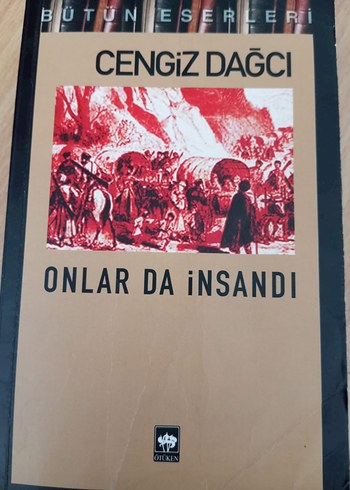 BÜTÜN ESERLERİ
CENGİZ DAĞCI
ONLAR DA İNSANDI
ÖTÜKEN